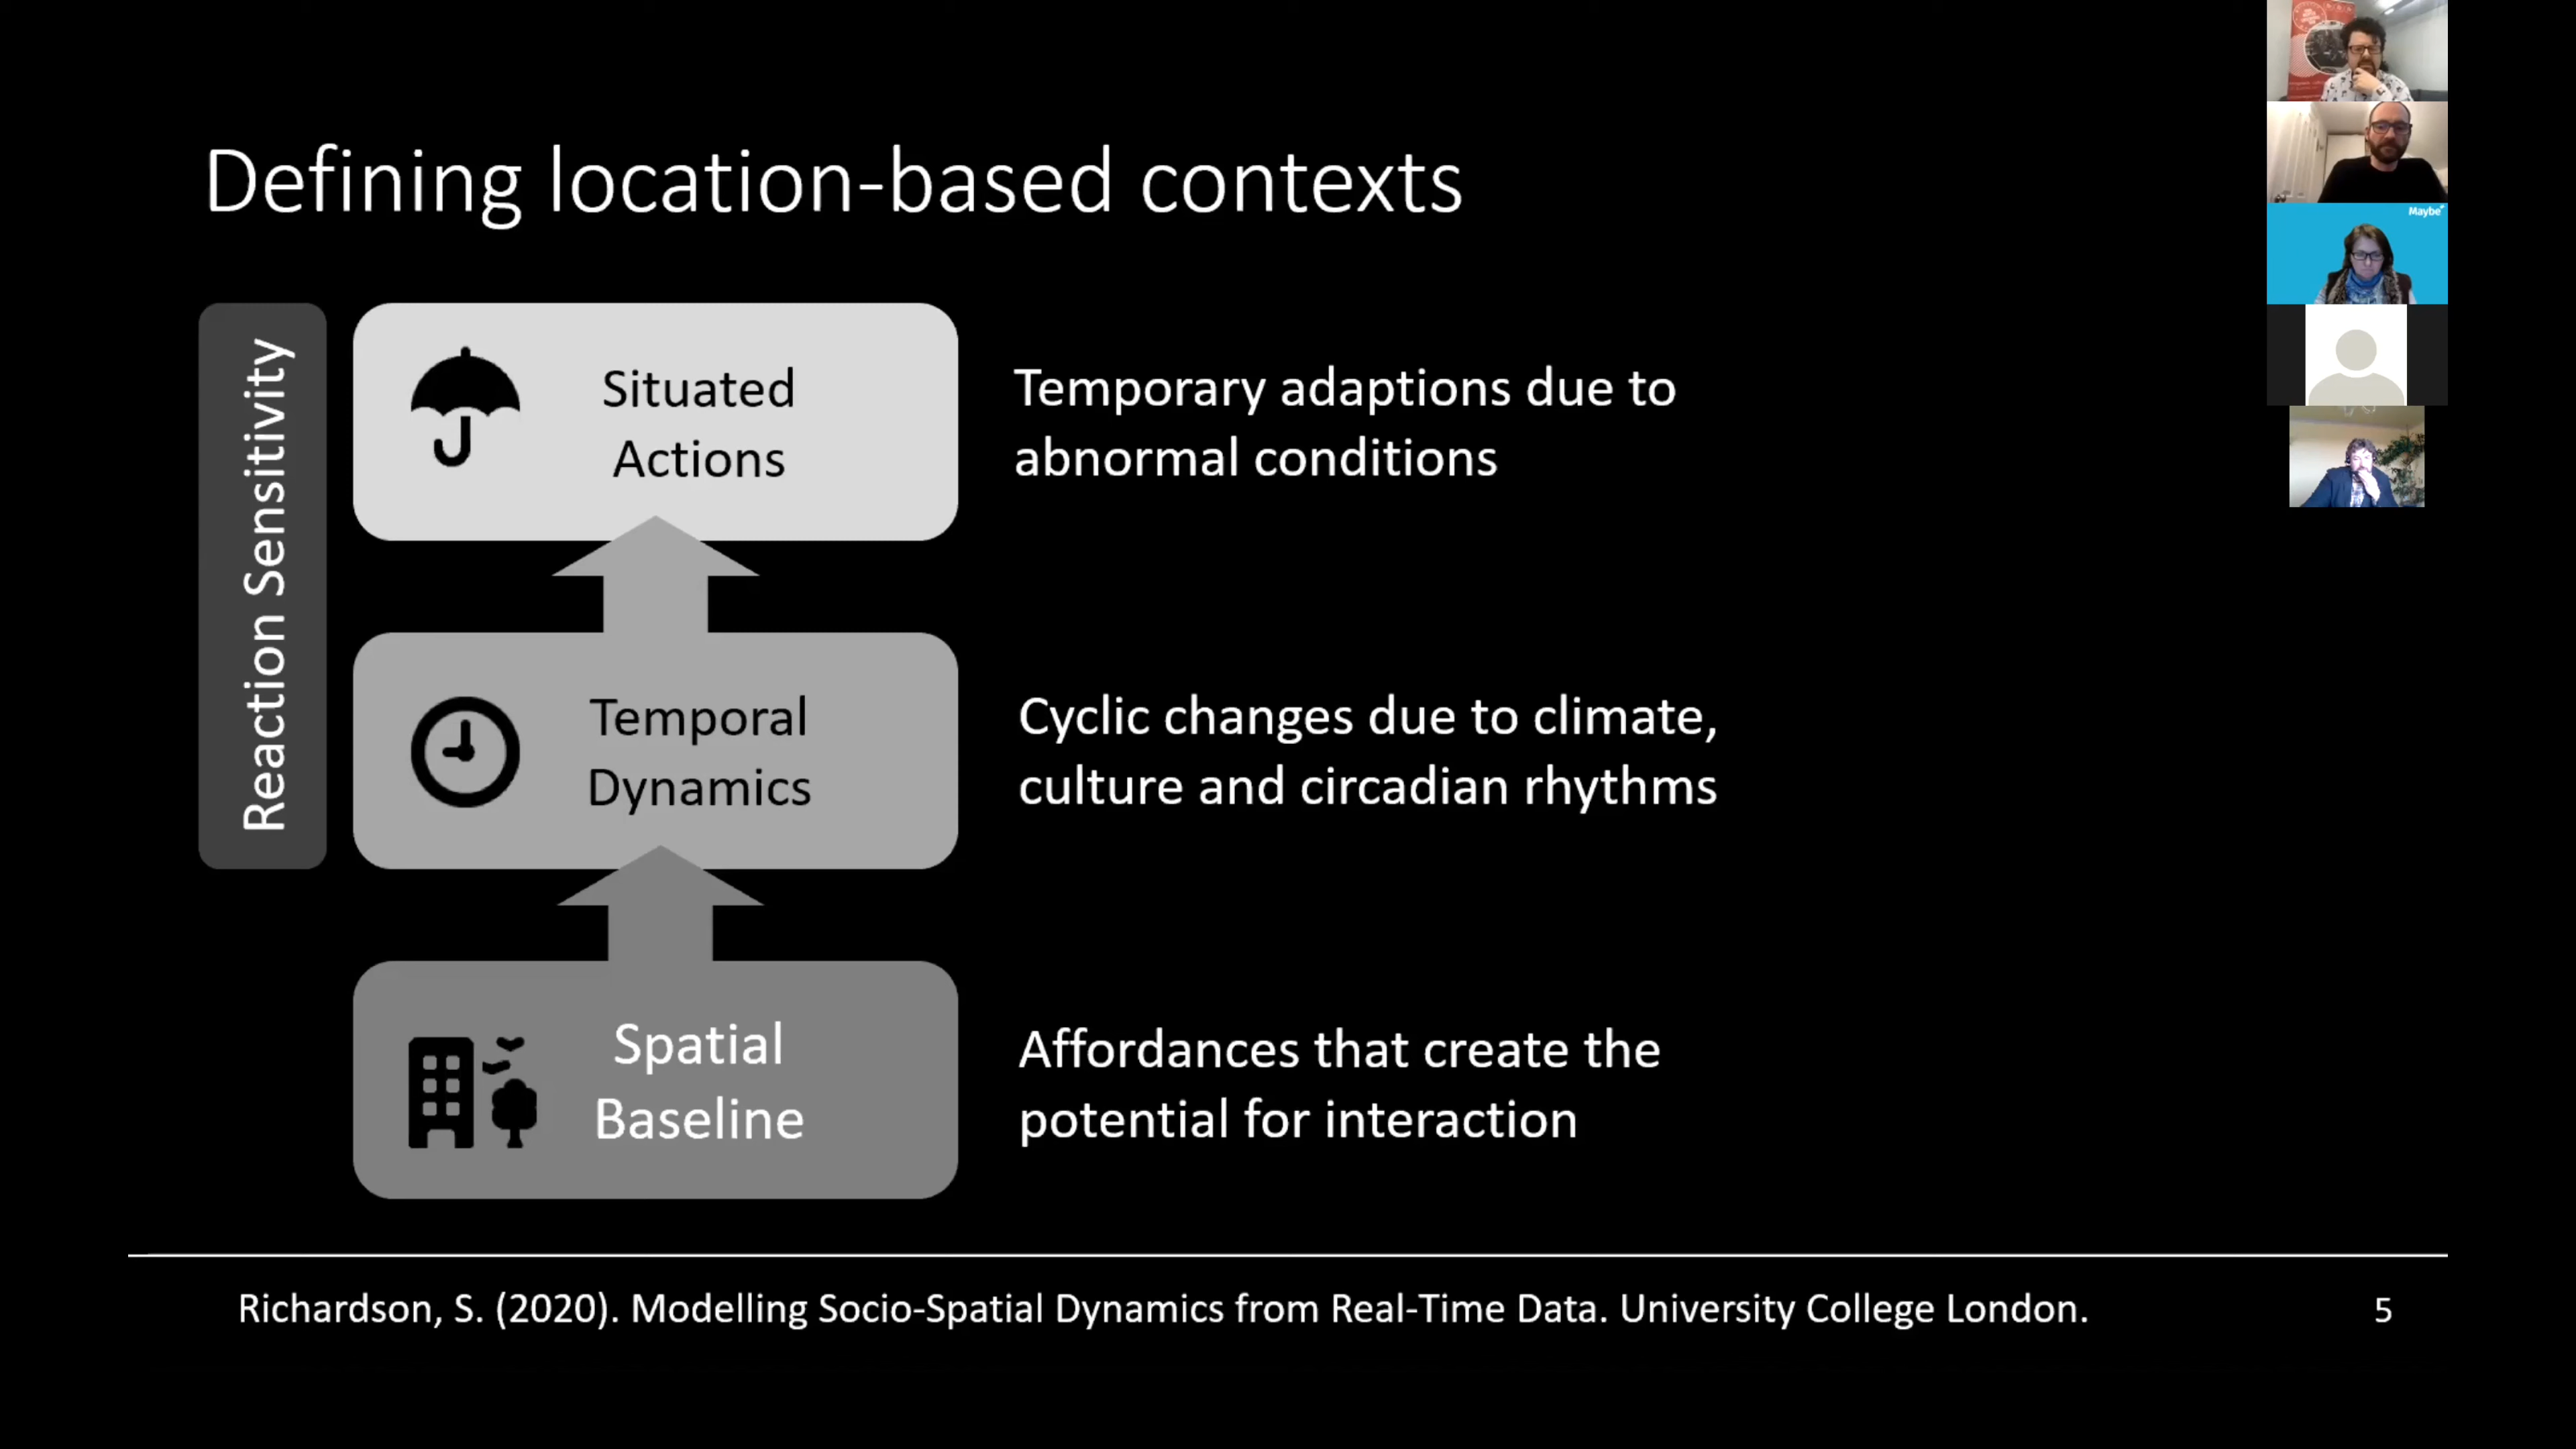 Defining location-based contexts
Reaction Sensitivity
Situated
Actions
Temporary adaptions due to
abnormal conditions
Temporal
Dynamics
Cyclic changes due to climate,
culture and circadian rhythms
Spatial
Baseline
Affordances that create the
potential for interaction
Richardson, S. (2020). Modelling Socio-Spatial Dynamics from Real-Time Data. University College London.
5
Maybe*